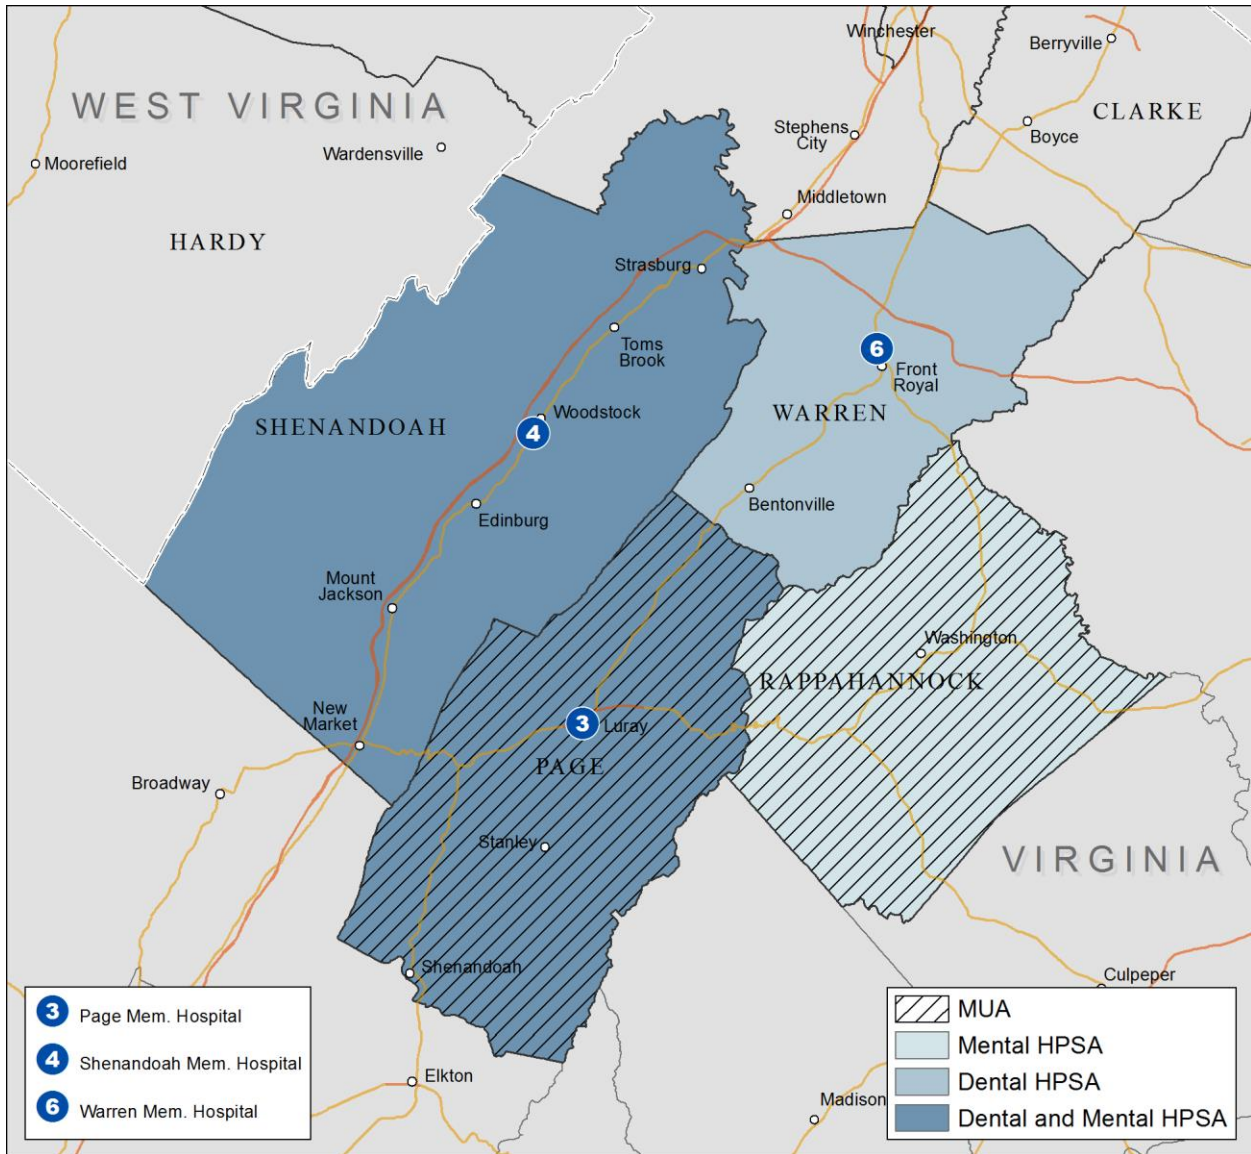 Winchester
Berryville
WEST VIRGINIA
CLARKE
Stephens
City
Boyce
Wardensville
Moorefield
Middletown
HARDY
Strasburg
Toms
Brook
6
Front
Royal
SHENANDOAH
Woodstock
WARREN
4
Bentonville
Edinburg
Mount
Jackson
Washington
RAPPAHANNOCK
New
Market
3
Luray
PAGE
Broadway
Stanley
VIRGINIA
Shenandoah
Culpeper
Elkton
Madison
3 Page Mem. Hospital
4 Shenandoah Mem. Hospital
6 Warren Mem. Hospital
MUA
Mental HPSA
Dental HPSA
Dental and Mental HPSA